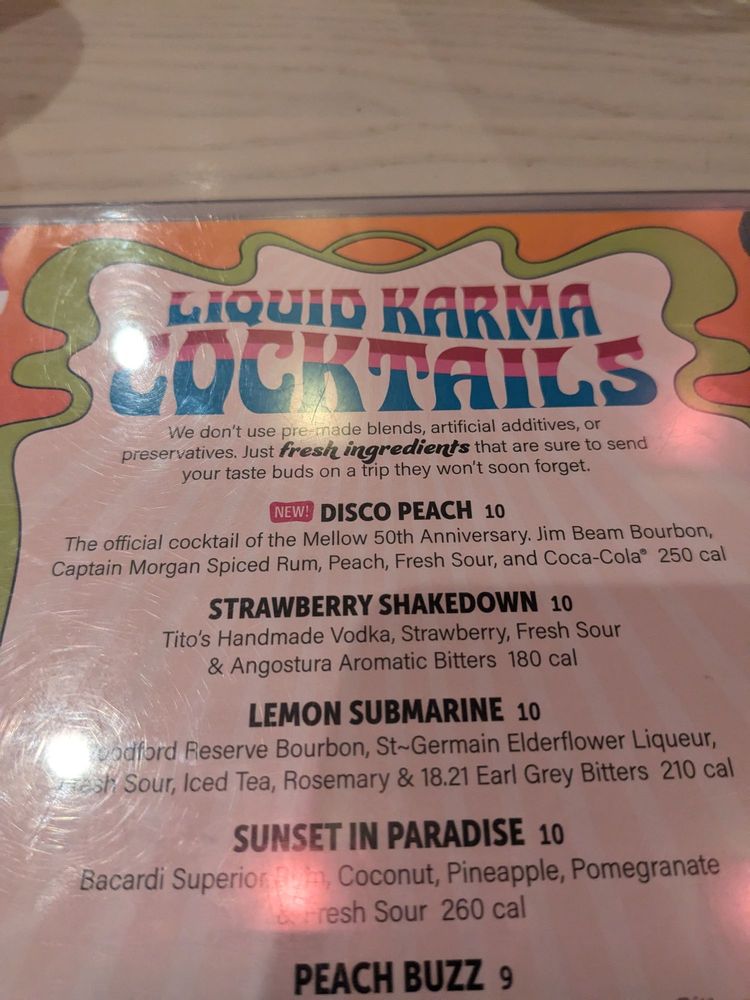 LIQUID KARMA
COCKTAILS
We don't use pre-made blends, artificial additives, or
preservatives. Just fresh ingredients that are sure to send
your taste buds on a trip they won't soon forget.
NEW! DISCO PEACH 10
The official cocktail of the Mellow 50th Anniversary. Jim Beam Bourbon,
Captain Morgan Spiced Rum, Peach, Fresh Sour, and Coca-Cola® 250 cal
STRAWBERRY SHAKEDOWN 10
Tito's Handmade Vodka, Strawberry, Fresh Sour
& Angostura Aromatic Bitters 180 cal
LEMON SUBMARINE 10
Woodford Reserve Bourbon, St~Germain Elderflower Liqueur,
Fresh Sour, Iced Tea, Rosemary & 18.21 Earl Grey Bitters 210 cal
SUNSET IN PARADISE 10
Bacardi Superior Rum, Coconut, Pineapple, Pomegranate
& Fresh Sour 260 cal
PEACH BUZZ 9